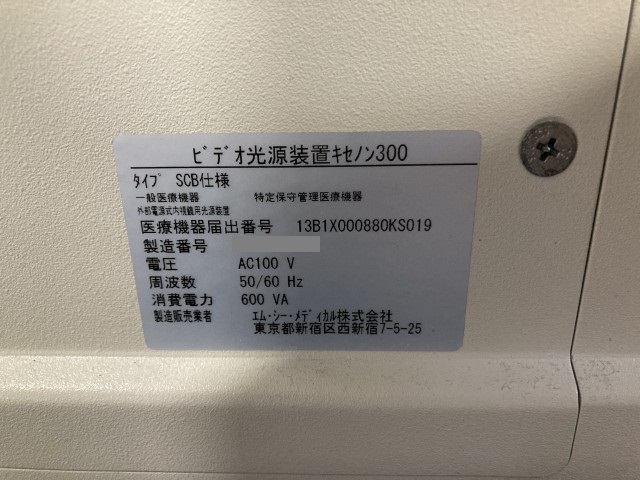 ﾋﾞﾃﾞｵ光源装置ｷｾﾉﾝ300
ﾀｲﾌﾟ SCB仕様
一般医療機器 特定保守管理医療機器
外部電源式内視鏡用光源装置
医療機器届出番号 13B1X000880KS019
製造番号
電圧 AC100 V
周波数 50/60 Hz
消費電力 600 VA
製造販売業者 ｴﾑ･ｼｰ･ﾒﾃﾞｨｶﾙ株式会社
東京都新宿区西新宿7-5-25